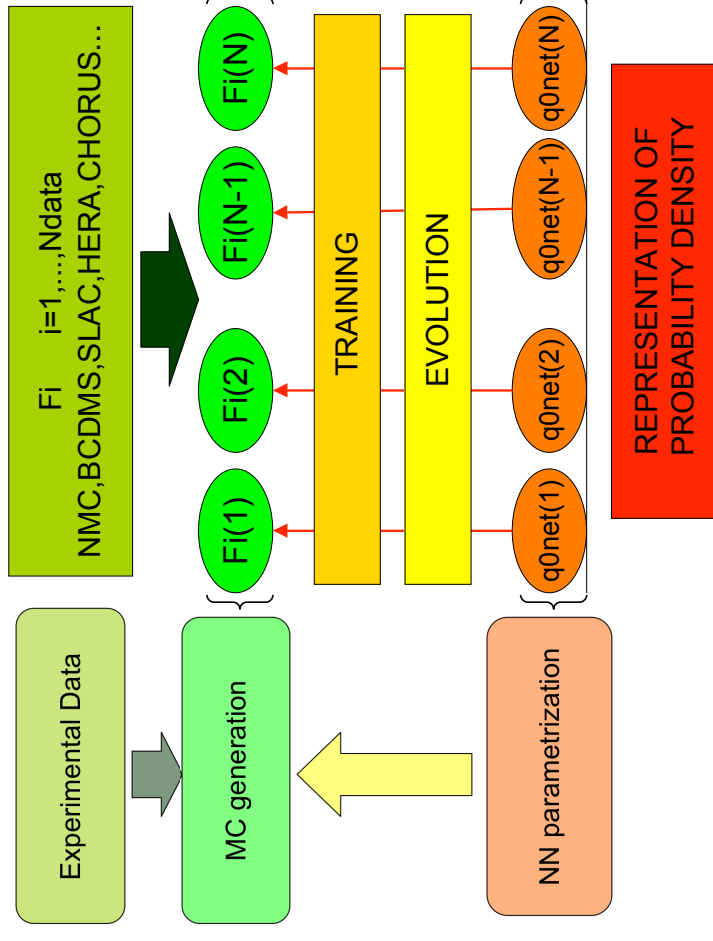 Experimental Data
Fi i=1,...,Ndata
NMC,BCDMS,SLAC,HERA,CHORUS...
MC generation
Fi(1)
Fi(2)
Fi(N-1)
Fi(N)
TRAINING
EVOLUTION
NN parametrization
q0net(1)
q0net(2)
q0net(N-1)
q0net(N)
REPRESENTATION OF
PROBABILITY DENSITY